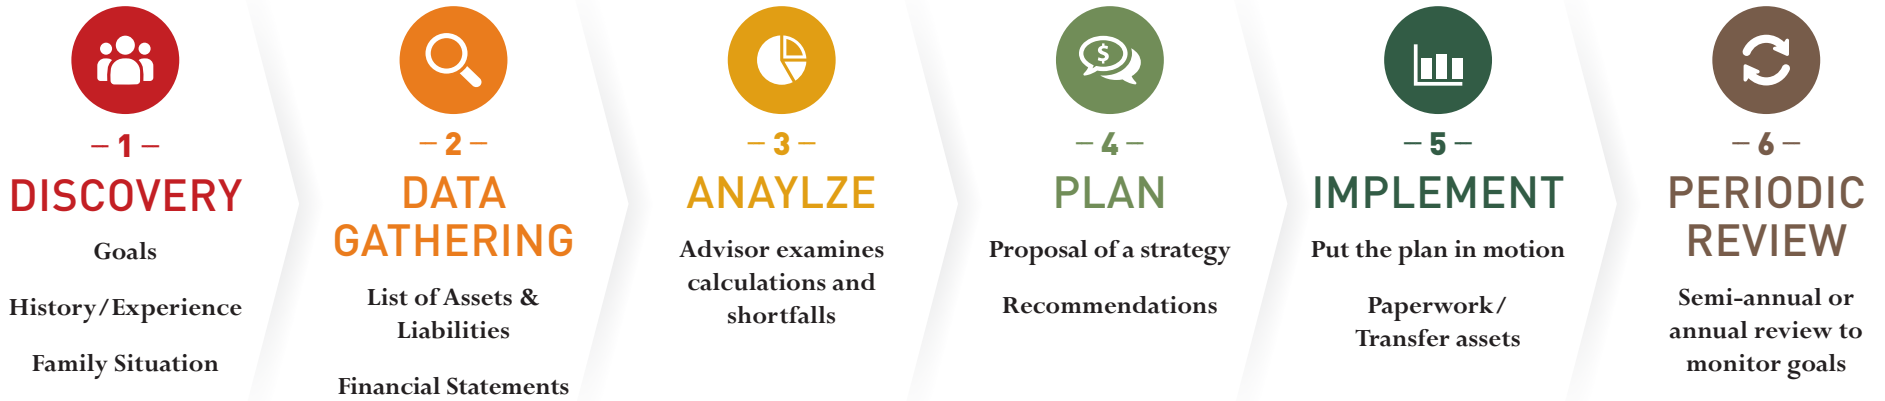 – 1 –
DISCOVERY
Goals
History/Experience
Family Situation
– 2 –
DATA
GATHERING
List of Assets &
Liabilities
Financial Statements
– 3 –
ANAYLZE
Advisor examines
calculations and
shortfalls
$
– 4 –
PLAN
Proposal of a strategy
Recommendations
– 5 –
IMPLEMENT
Put the plan in motion
Paperwork/
Transfer assets
– 6 –
PERIODIC
REVIEW
Semi-annual or
annual review to
monitor goals